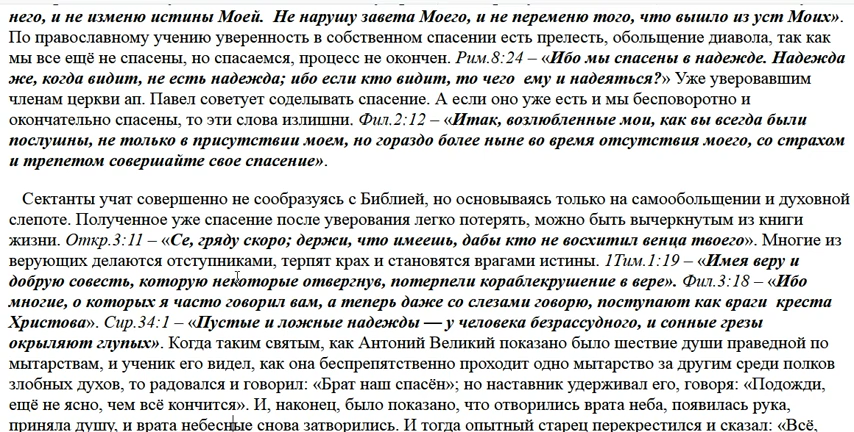 него, и не изменю истины Моей. Не нарушу завета Моего, и не переменю того, что вышло из уст Моих».
По православному учению уверенность в собственном спасении есть прелесть, обольщение диавола, так как
мы все ещё не спасены, но спасаемся, процесс не окончен. Рим.8:24 – «Ибо мы спасены в надежде. Надежда
же, когда видит, не есть надежда; ибо если кто видит, то чего ему и надеяться?» Уже уверовавшим
членам церкви ап. Павел советует соделывать спасение. А если оно уже есть и мы бесповоротно и
окончательно спасены, то эти слова излишни. Фил.2:12 – «Итак, возлюбленные мои, как вы всегда были
послушны, не только в присутствии моем, но гораздо более ныне во время отсутствия моего, со страхом
и трепетом совершайте свое спасение».
Сектанты учат совершенно не сообразуясь с Библией, но основываясь только на самообольщении и духовной
слепоте. Полученное уже спасение после уверования легко потерять, можно быть вычеркнутым из книги
жизни. Откр.3:11 – «Се, гряду скоро; держи, что имеешь, дабы кто не восхитил венца твоего». Многие из
верующих делаются отступниками, терпят крах и становятся врагами истины. 1Тим.1:19 – «Имея веру и
добрую совесть, которую некоторые отвергнув, потерпели кораблекрушение в вере». Фил.3:18 – «Ибо
многие, о которых я часто говорил вам, а теперь даже со слезами говорю, поступают как враги креста
Христова». Сир.34:1 – «Пустые и ложные надежды — у человека безрассудного, и сонные грезы
окрыляют глупых». Когда таким святым, как Антоний Великий показано было шествие души праведной по
мытарствам, и ученик его видел, как она беспрепятственно проходит одно мытарство за другим среди полков
злобных духов, то радовался и говорил: «Брат наш спасён»; но наставник удерживал его, говоря: «Подожди,
ещё не ясно, чем всё кончится». И, наконец, было показано, что отворились врата неба, появилась рука,
приняла душу, и врата небесные снова затворились. И тогда опытный старец перекрестился и сказал: «Всё,